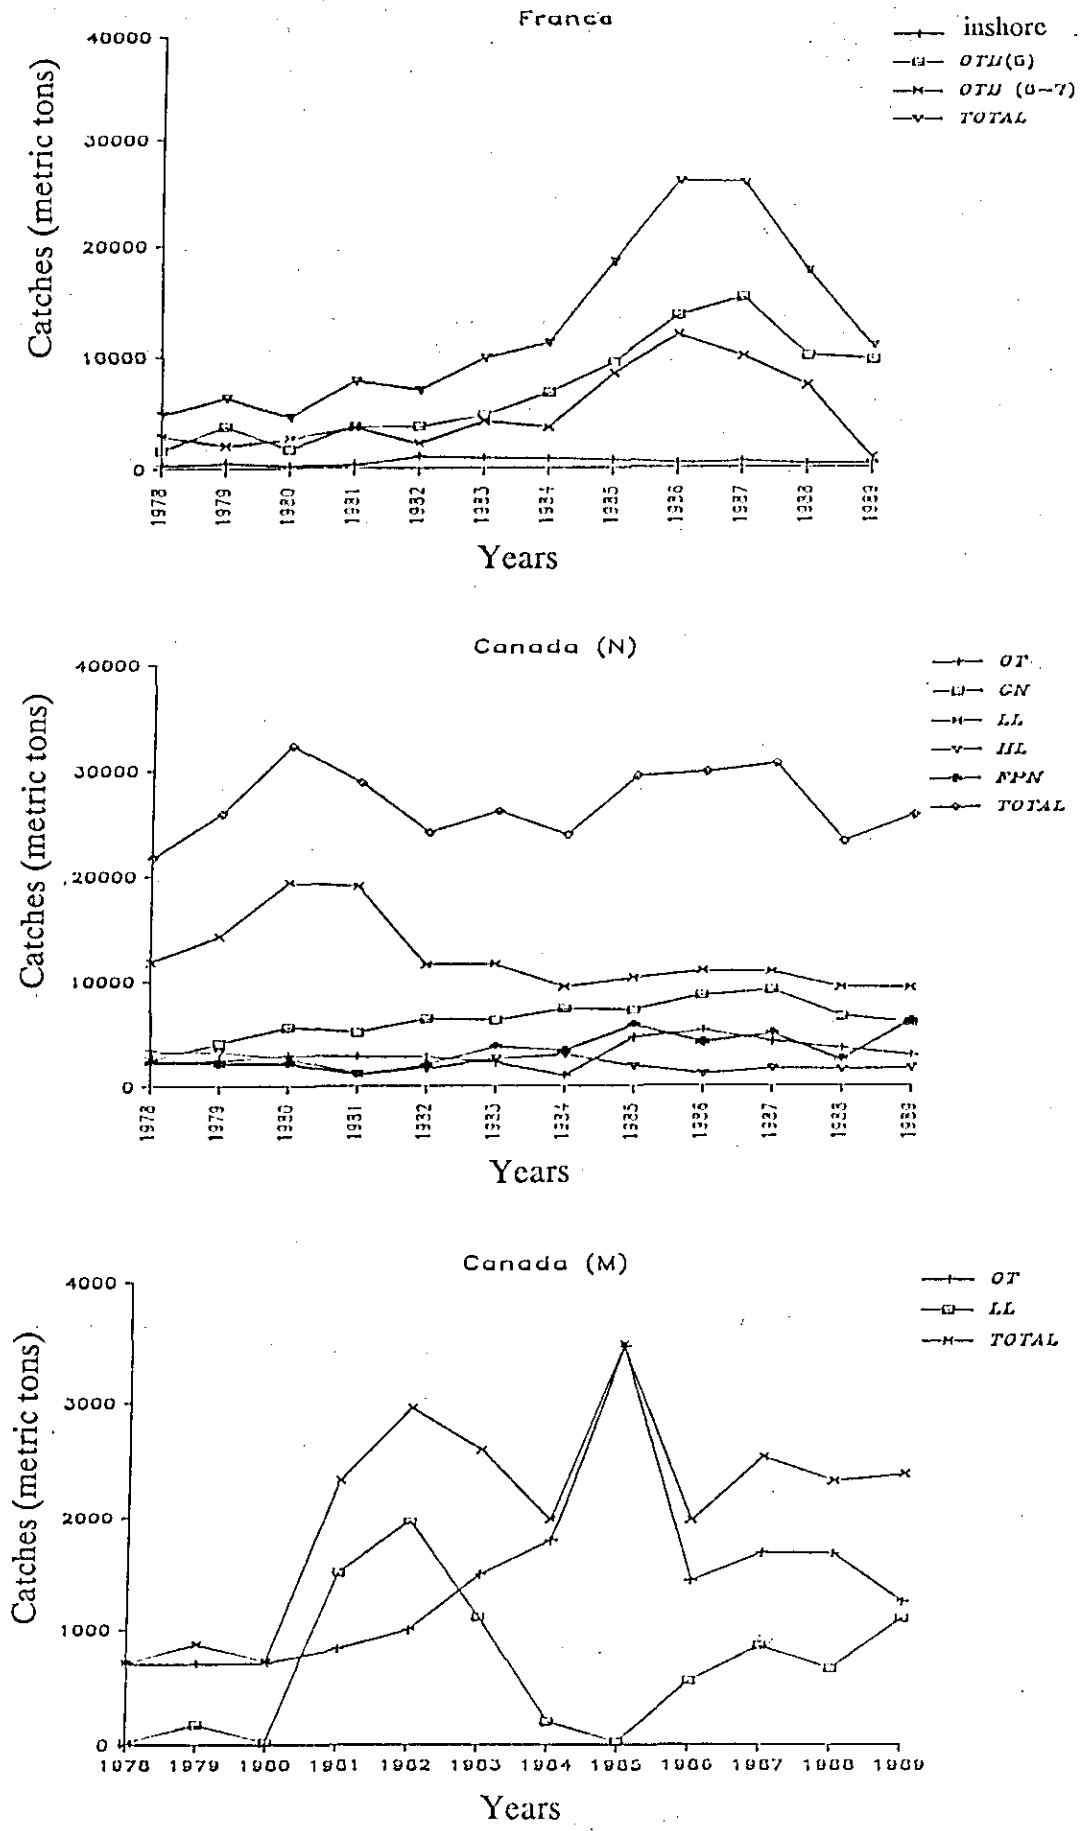 France
inshore
OTB(5)
OTB (6-7)
TOTAL
Catches (metric tons)
40000
30000
20000
10000
0
1978 1979 1980 1981 1982 1983 1984 1985 1986 1987 1988 1989
Years
Canada (N)
OT
GN
LL
HL
FPN
TOTAL
Catches (metric tons)
40000
30000
20000
10000
0
1978 1979 1980 1981 1982 1983 1984 1985 1986 1987 1988 1989
Years
Canada (M)
OT
LL
TOTAL
Catches (metric tons)
4000
3000
2000
1000
0
1978 1979 1980 1981 1982 1983 1984 1985 1986 1987 1988 1989
Years